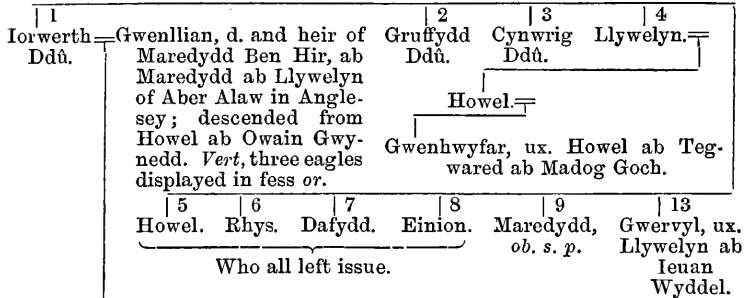 1 2 3 4
Iorwerth Gwenllian, d. and heir of Gruffydd Cynwrig Llywelyn.
Ddû. Maredydd Ben Hir, ab Ddû. Ddû.
Maredydd ab Llywelyn
of Aber Alaw in Angle-
sey; descended from Howel.
Howel ab Owain Gwy-
nedd. Vert, three eagles Gwenhwyfar, ux. Howel ab Teg-
displayed in fess or. wared ab Madog Goch.
5 6 7 8 9 13
Howel. Rhys. Dafydd. Einion. Maredydd, Gwervyl, ux.
ob. s. p. Llywelyn ab
Who all left issue. Ieuan
Wyddel.